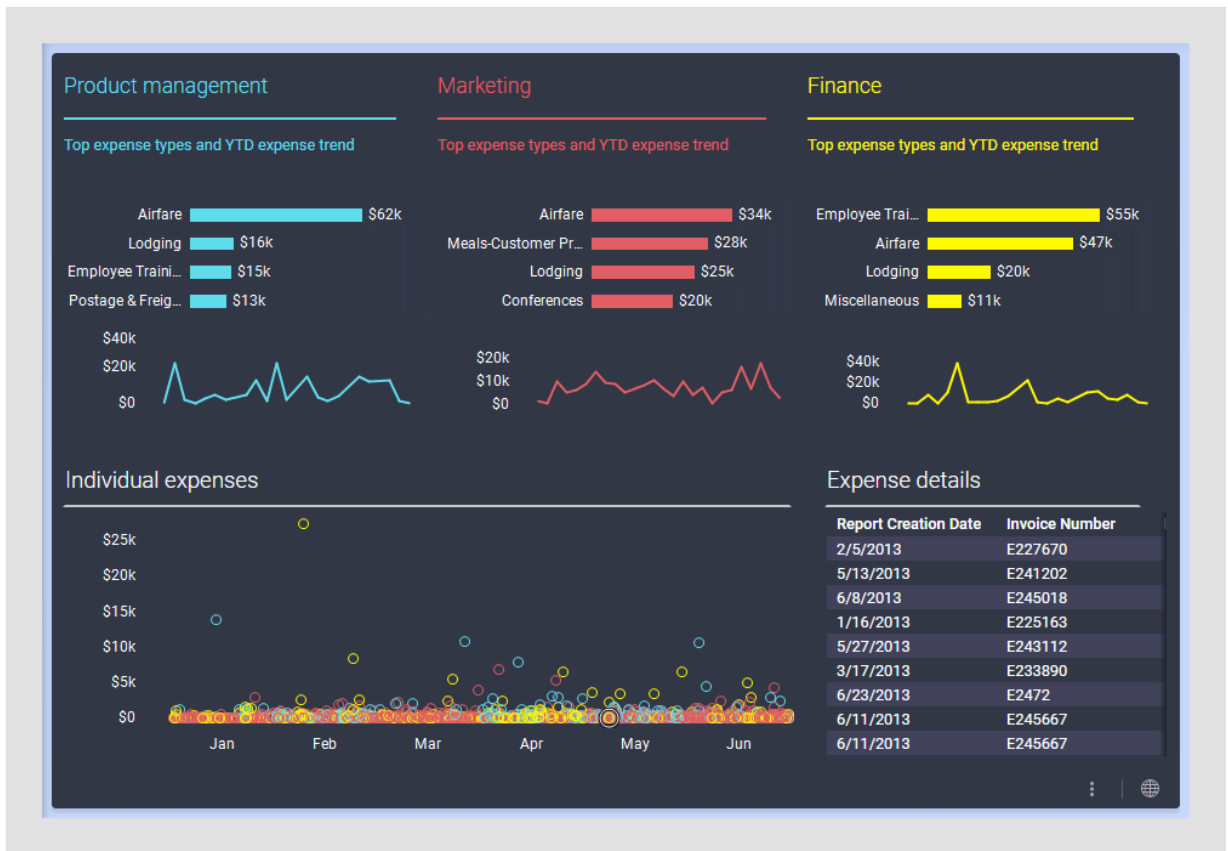 Product management
Top expense types and YTD expense trend
Airfare $62k
Lodging $16k
Employee Traini... $15k
Postage & Freig... $13k
$40k
$20k
$0
Marketing
Top expense types and YTD expense trend
Airfare $34k
Meals-Customer Pr... $28k
Lodging $25k
Conferences $20k
$20k
$10k
$0
Finance
Top expense types and YTD expense trend
Employee Trai... $55k
Airfare $47k
Lodging $20k
Miscellaneous $11k
$40k
$20k
$0
Individual expenses
$25k
$20k
$15k
$10k
$5k
$0
Jan Feb Mar Apr May Jun
Expense details
Report Creation Date Invoice Number
2/5/2013 E227670
5/13/2013 E241202
6/8/2013 E245018
1/16/2013 E225163
5/27/2013 E243112
3/17/2013 E233890
6/23/2013 E2472
6/11/2013 E245667
6/11/2013 E245667